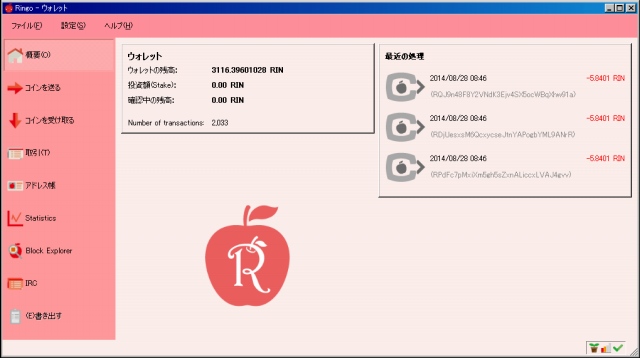 Ringo - ウォレット
ファイル(F) 設定(S) ヘルプ(H)
概要(O)
コインを送る
コインを受け取る
取引(T)
アドレス帳
Statistics
Block Explorer
IRC
(E)書き出す
ウォレット
ウォレットの残高: 3116.39601028 RIN
投資額(Stake): 0.00 RIN
確認中の残高: 0.00 RIN
Number of transactions: 2,033
最近の処理
2014/08/28 08:46 -5.8401 RIN
2014/08/28 08:46 -5.8401 RIN
2014/08/28 08:46 -5.8401 RIN
R